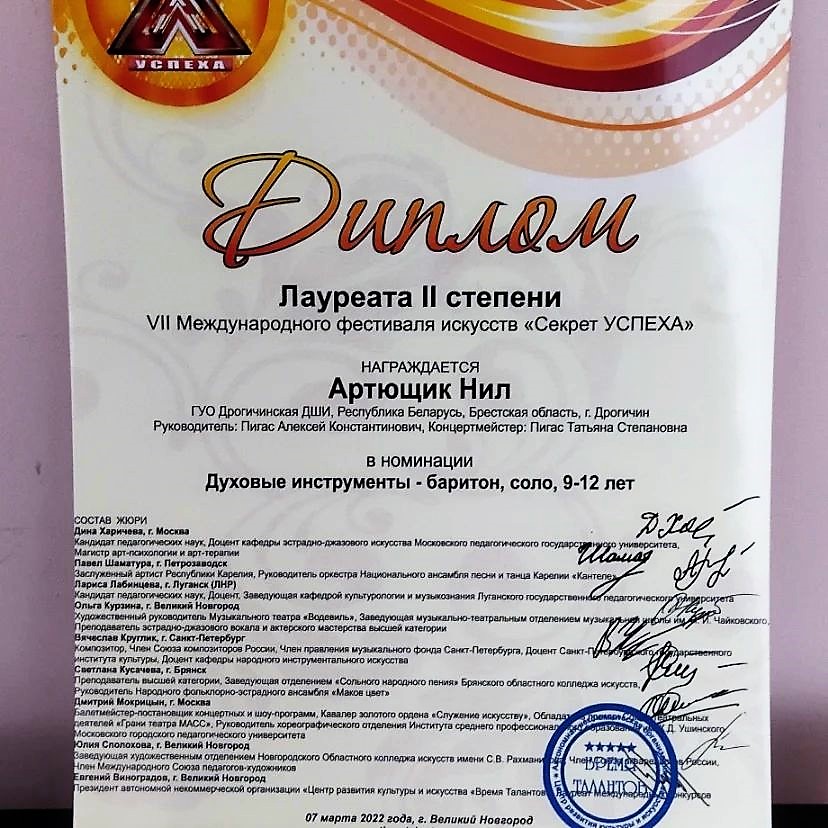 УСПЕХА
Диплом
Лауреата II степени
VII Международного фестиваля искусств «Секрет УСПЕХА»
НАГРАЖДАЕТСЯ
Артющик Нил
ГУО Дрогичинская ДШИ, Республика Беларусь, Брестская область, г. Дрогичин
Руководитель: Пигас Алексей Константинович, Концертмейстер: Пигас Татьяна Степановна
в номинации
Духовые инструменты - баритон, соло, 9-12 лет
СОСТАВ ЖЮРИ
Дина Харичева, г. Москва
Кандидат педагогических наук, Доцент кафедры эстрадно-джазового искусства Московского педагогического государственного университета,
Магистр арт-психологии и арт-терапии
Павел Шаматура, г. Петрозаводск
Заслуженный артист Республики Карелия, Руководитель оркестра Национального ансамбля песни и танца Карелии «Кантеле»
Лариса Лабинцева, г. Луганск (ЛНР)
Кандидат педагогических наук, Доцент, Заведующая кафедрой культурологии и музыкознания Луганского государственного педагогического университета
Ольга Курзина, г. Великий Новгород
Художественный руководитель Музыкального театра «Водевиль», Заведующая музыкально-театральным отделением музыкальной школы им. И. Чайковского,
Преподаватель эстрадно-джазового вокала и актерского мастерства высшей категории
Вячеслав Круглик, г. Санкт-Петербург
Композитор, Член Союза композиторов России, Член правления музыкального фонда Санкт-Петербурга, Доцент Санкт-Петербургского государственного
института культуры, Доцент кафедры народного инструментального искусства
Светлана Кусачева, г. Брянск
Преподаватель высшей категории, Заведующая отделением «Сольного народного пения» Брянского областного колледжа искусств,
Руководитель Народного фольклорно-эстрадного ансамбля «Маков цвет»
Дмитрий Мокрицын, г. Москва
Балетмейстер-постановщик концертных и шоу-программ, Кавалер золотого ордена «Служение искусству», театральных
деятелей «Грани театра МАСС», Руководитель хореографического отделения Института среднего профессионального образования К.Д. Ушинского
Московского городского педагогического университета
Юлия Сполохова, г. Великий Новгород
Заведующая художественным отделением Новгородского Областного колледжа искусств имени С.В. Рахманинова, Член Союза России,
Член Международного Союза педагогов-художников
Евгений Виноградов, г. Великий Новгород
Президент автономной некоммерческой организации «Центр развития культуры и искусства «Время Талантов», Лауреат Международных конкурсов
ВРЕМЯ
ТАЛАНТОВ
07 марта 2022 года, г. Великий Новгород